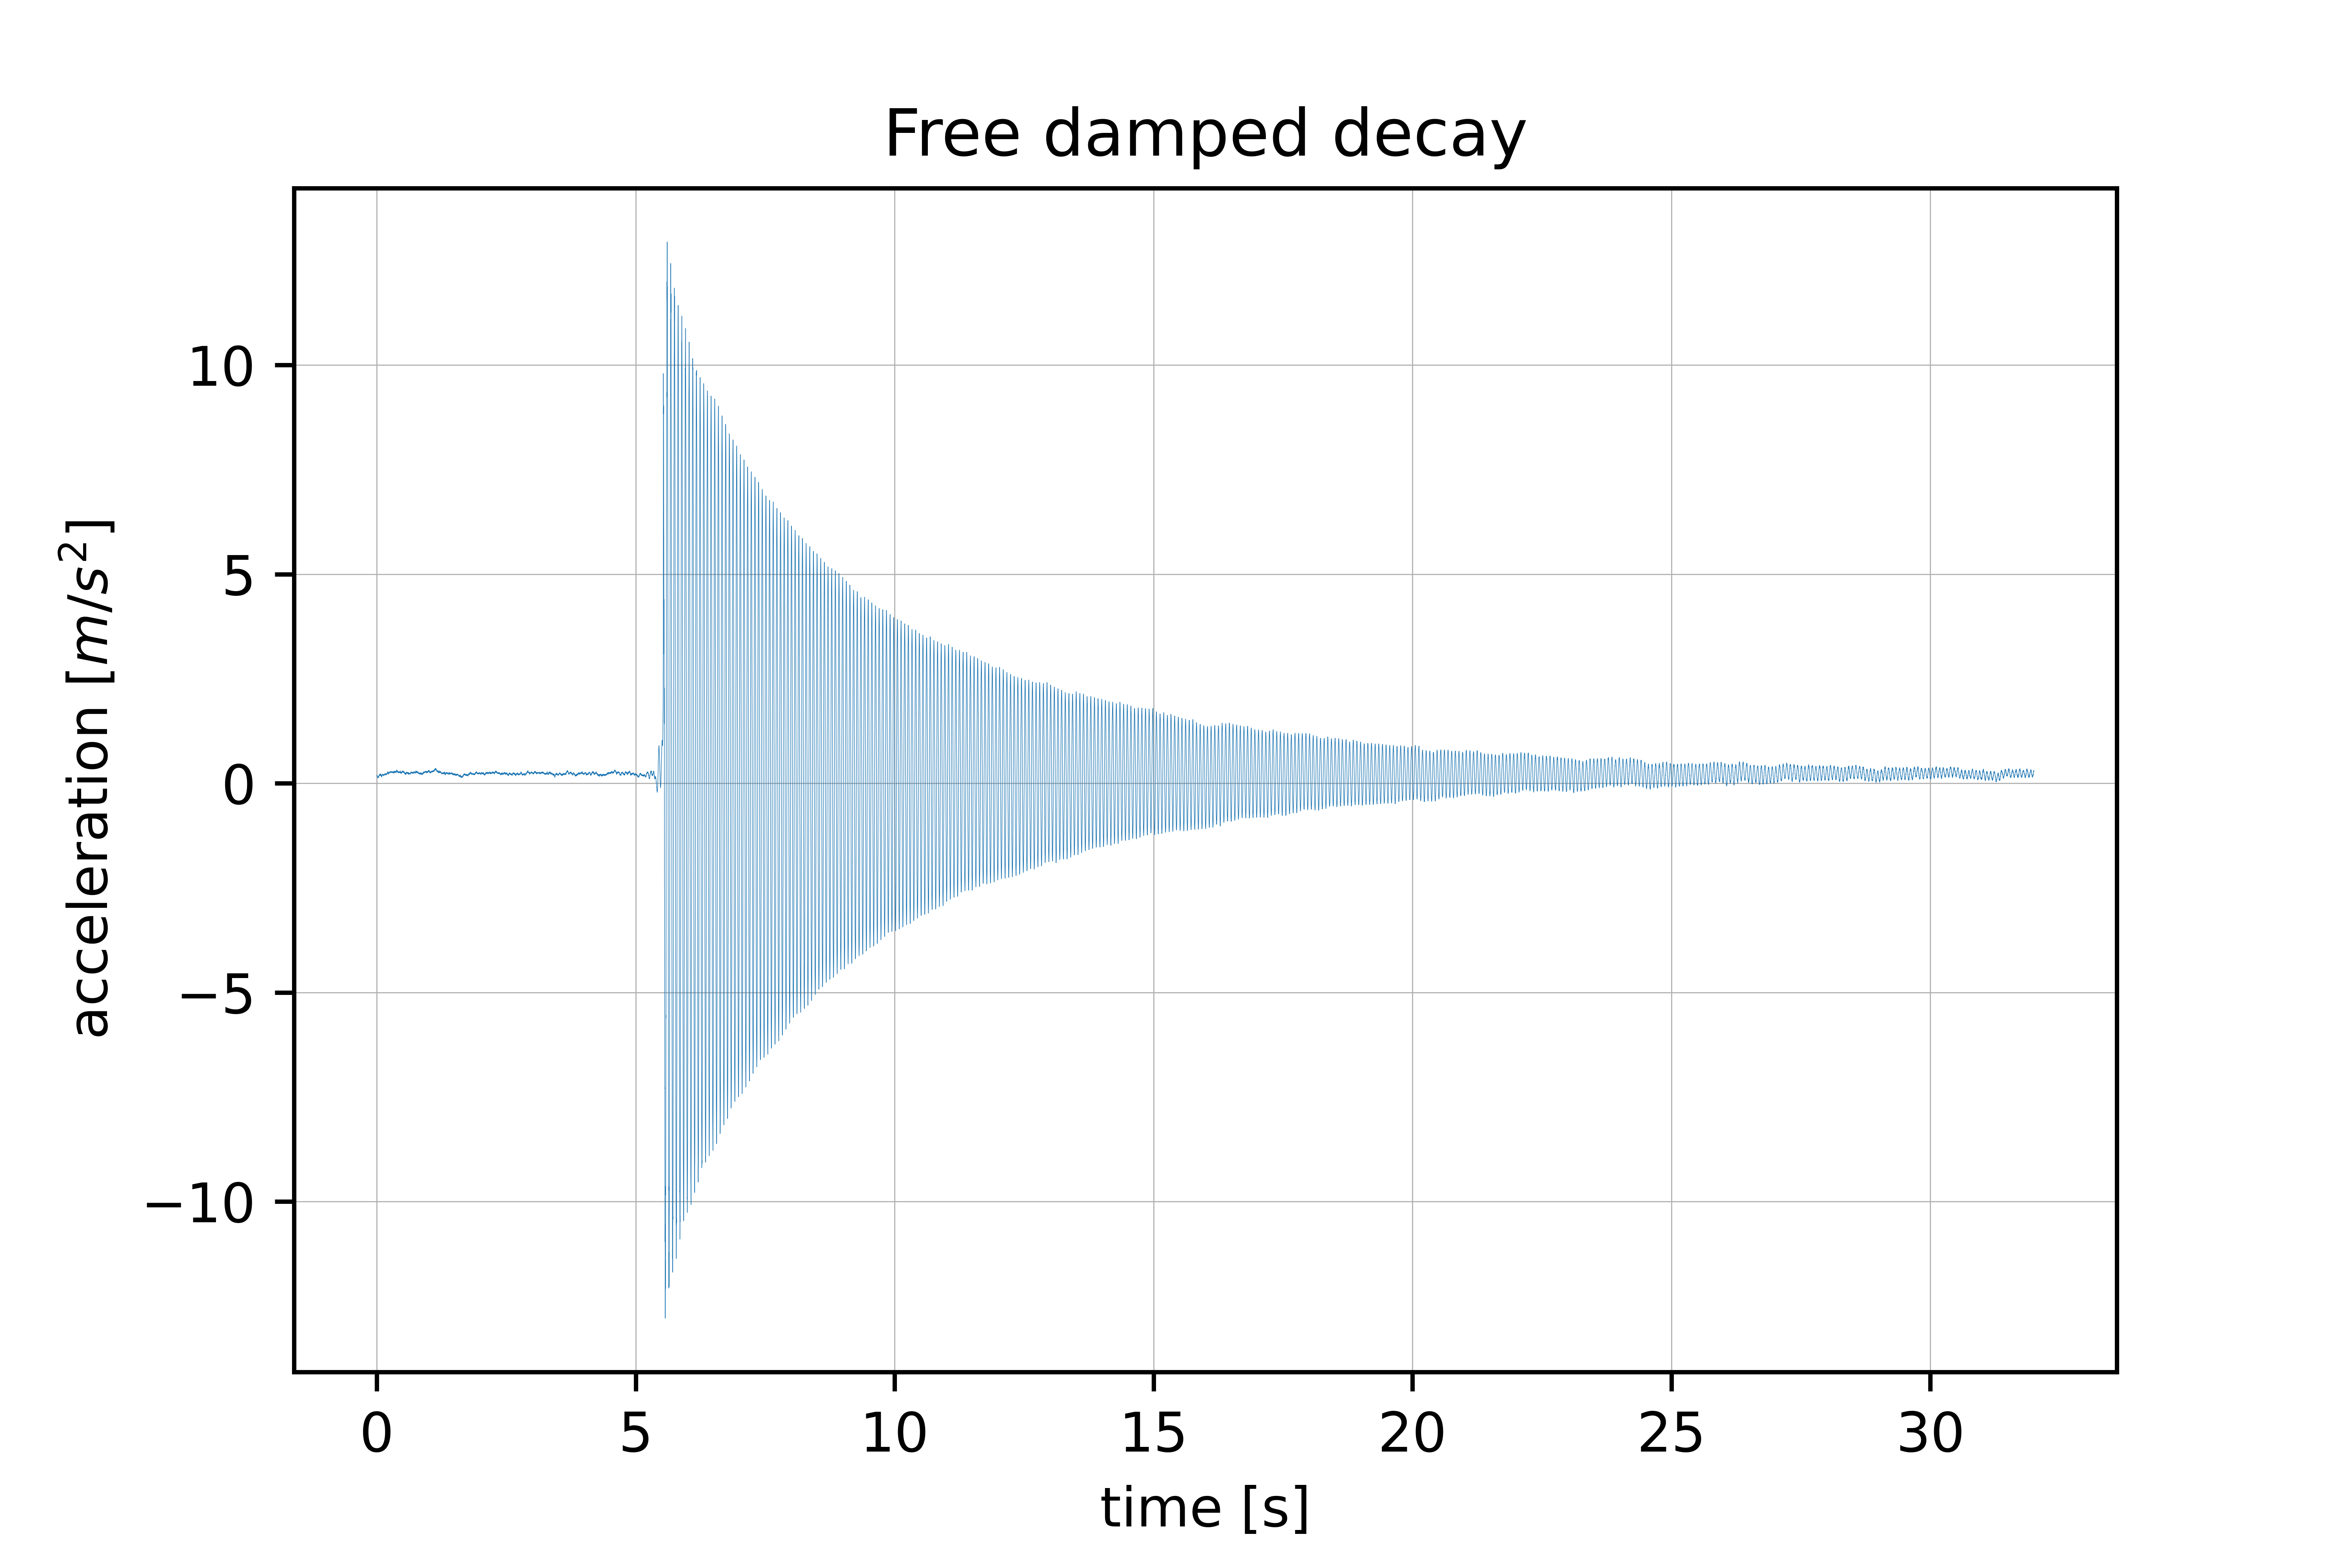 Free damped decay
acceleration [m/s²]
10
5
0
−5
−10
0 5 10 15 20 25 30
time [s]